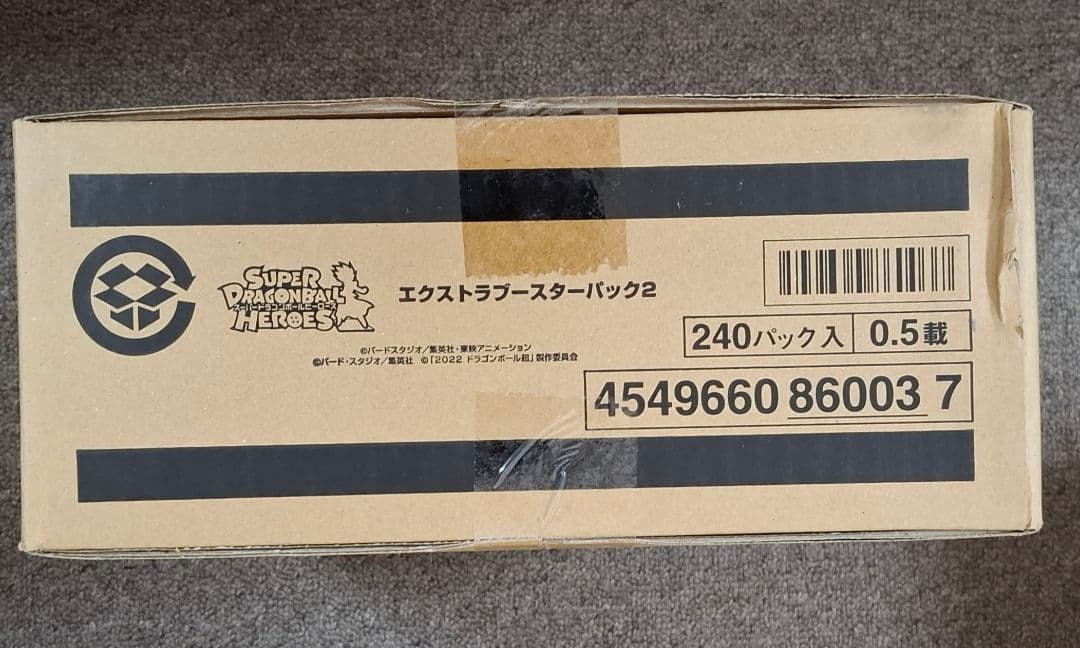 SUPER
DRAGONBALL
スーパードラゴンボールヒーローズ
HEROES
エクストラブースターパック2
©バードスタジオ/集英社・東映アニメーション
©バード・スタジオ/集英社 ©「2022 ドラゴンボール超」製作委員会
240パック入
0.5載
4549660 86003 7